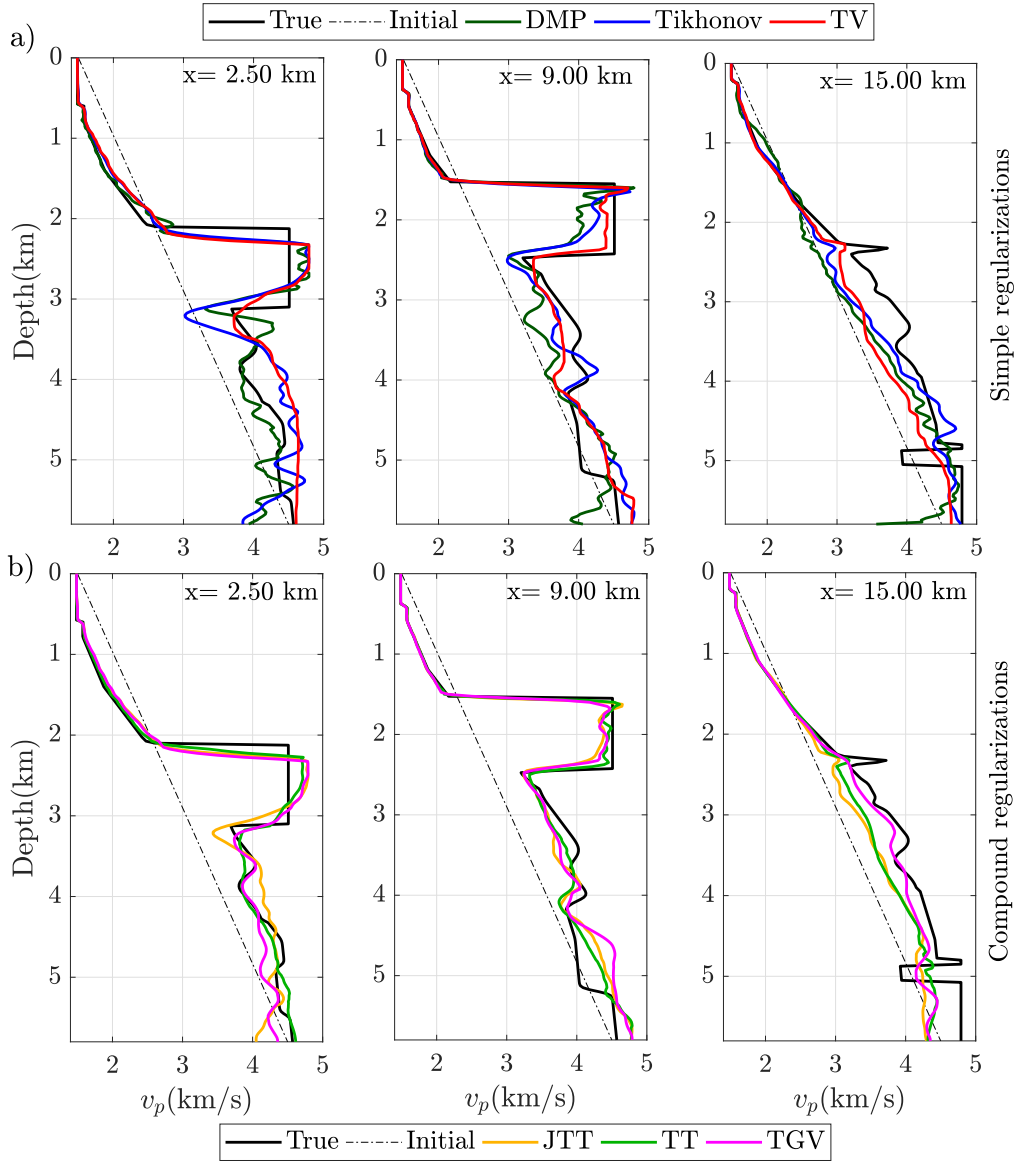 True Initial DMP Tikhonov TV
a)
x= 2.50 km x= 9.00 km x= 15.00 km
0 1 2 3 4 5
0 1 2 3 4 5
0 1 2 3 4 5
Depth(km)
Simple regularizations
2 3 4 5 2 3 4 5 2 3 4 5
b)
x= 2.50 km x= 9.00 km x= 15.00 km
0 1 2 3 4 5
0 1 2 3 4 5
0 1 2 3 4 5
Depth(km)
Compound regularizations
2 3 4 5 2 3 4 5 2 3 4 5
vₚ(km/s) vₚ(km/s) vₚ(km/s)
True Initial JTT TT TGV